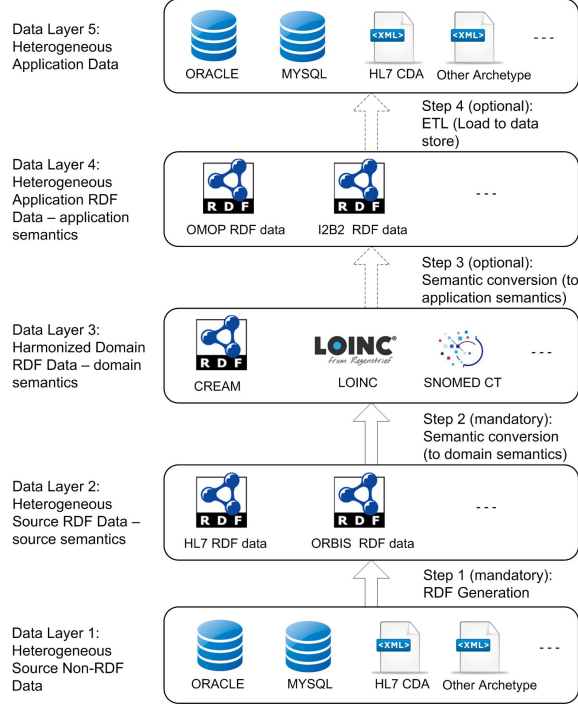 Data Layer 5:
Heterogeneous
Application Data
<XML>
<XML>
- - -
ORACLE
MYSQL
HL7 CDA
Other Archetype
Step 4 (optional):
ETL (Load to data
store)
Data Layer 4:
Heterogeneous
Application RDF
Data – application
semantics
R D F
R D F
- - -
OMOP RDF data
I2B2 RDF data
Step 3 (optional):
Semantic conversion (to
application semantics)
Data Layer 3:
Harmonized Domain
RDF Data – domain
semantics
R D F
LOINC®
from Regenstrief
- - -
CREAM
LOINC
SNOMED CT
Step 2 (mandatory):
Semantic conversion
(to domain semantics)
Data Layer 2:
Heterogeneous
Source RDF Data –
source semantics
R D F
R D F
- - -
HL7 RDF data
ORBIS RDF data
Step 1 (mandatory):
RDF Generation
Data Layer 1:
Heterogeneous
Source Non-RDF
Data
<XML>
<XML>
- - -
ORACLE
MYSQL
HL7 CDA
Other Archetype